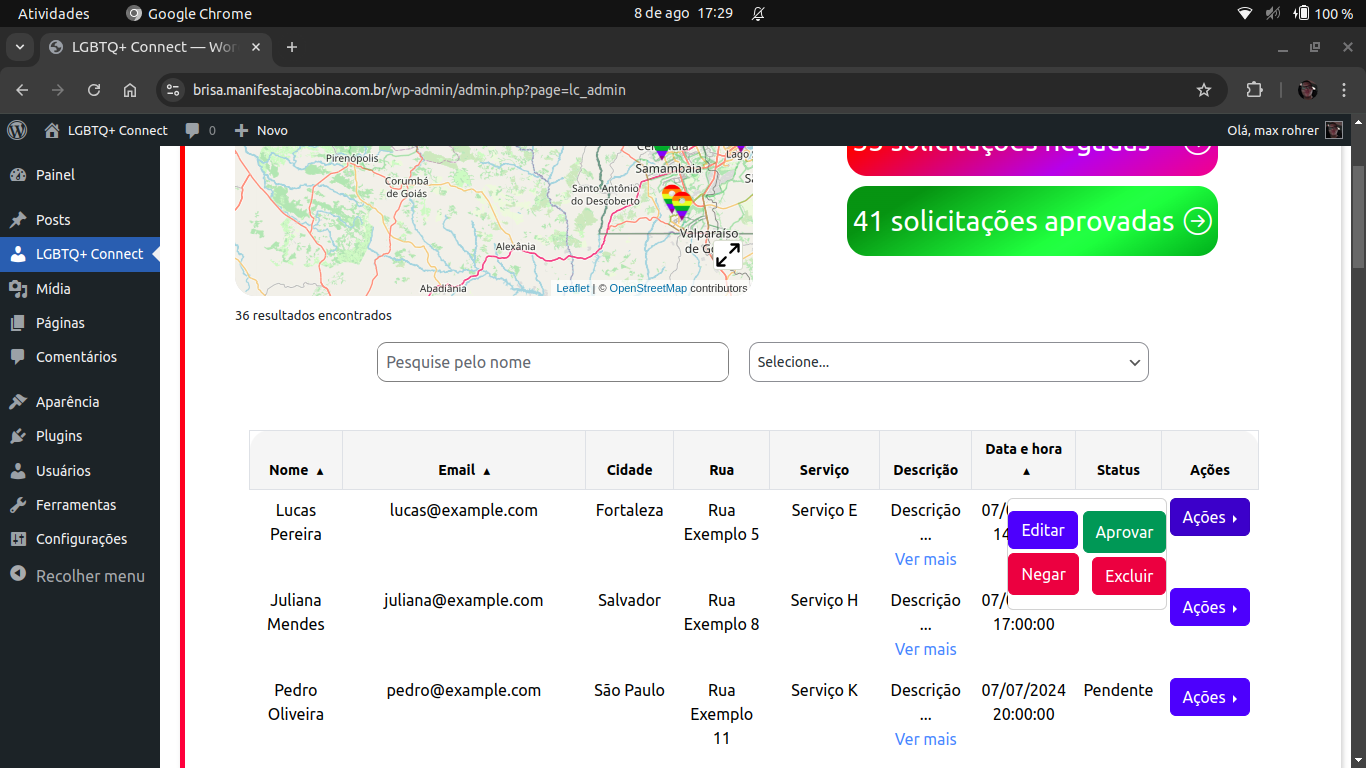 Atividades
Google Chrome
8 de ago 17:29
100 %
LGBTQ+ Connect — Wor
brisa.manifestajacobina.com.br/wp-admin/admin.php?page=lc_admin
LGBTQ+ Connect
0
Novo
Olá, max rohrer
Painel
Posts
LGBTQ+ Connect
Mídia
Páginas
Comentários
Aparência
Plugins
Usuários
Ferramentas
Configurações
Recolher menu
Pirenópolis
Corumbá
de Goiás
Santo Antônio
do Descoberto
Samambaia
Lago
Valparaíso
de
Alexânia
Abadiânia
Leaflet | © OpenStreetMap contributors
solicitações negadas
41 solicitações aprovadas
36 resultados encontrados
Pesquise pelo nome
Selecione...
Nome ▲ Email ▲ Cidade Rua Serviço Descrição Data e hora ▲ Status Ações
Lucas Pereira
lucas@example.com
Fortaleza
Rua Exemplo 5
Serviço E
Descrição ...
Ver mais
07/
14
Editar
Aprovar
Negar
Excluir
Ações
Juliana Mendes
juliana@example.com
Salvador
Rua Exemplo 8
Serviço H
Descrição ...
Ver mais
07/
17:00:00
Ações
Pedro Oliveira
pedro@example.com
São Paulo
Rua Exemplo 11
Serviço K
Descrição ...
Ver mais
07/07/2024 20:00:00
Pendente
Ações